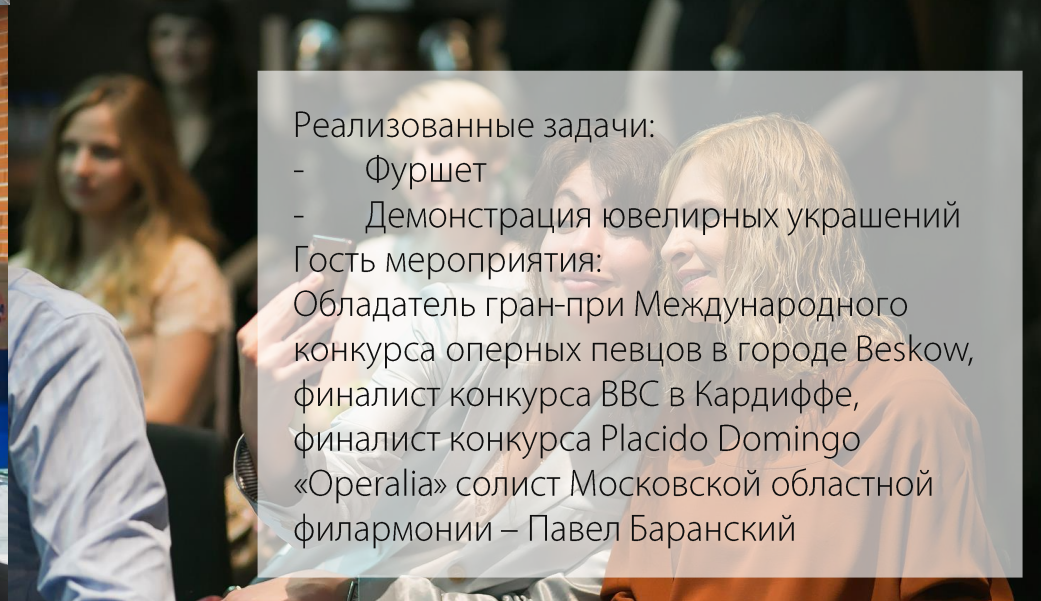 Реализованные задачи:
- Фуршет
- Демонстрация ювелирных украшений
Гость мероприятия:
Обладатель гран-при Международного
конкурса оперных певцов в городе Beskow,
финалист конкурса BBC в Кардиффе,
финалист конкурса Placido Domingo
«Operalia» солист Московской областной
филармонии – Павел Баранский